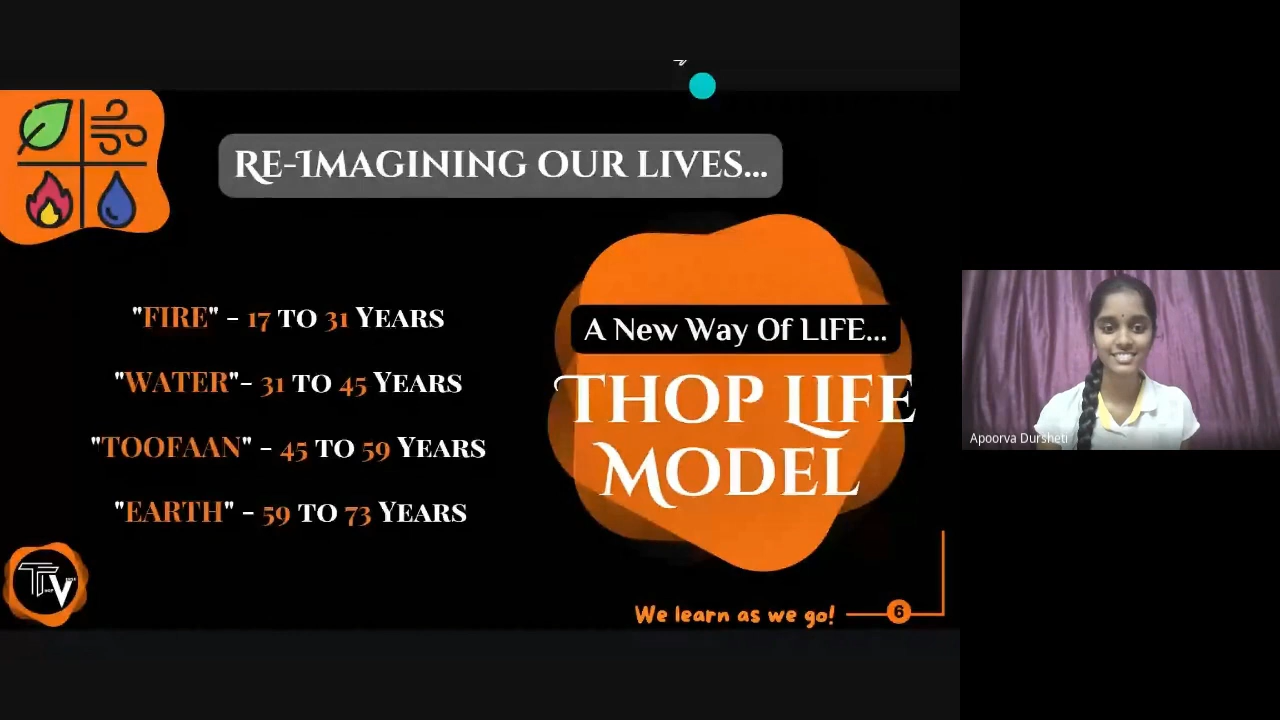 Re-Imagining our lives...
"FIRE" - 17 to 31 Years
"WATER"- 31 to 45 Years
"TOOFAAN" - 45 to 59 Years
"EARTH" - 59 to 73 Years
A New Way Of LIFE...
Thop Life
Model
TV
We learn as we go!
6
Apoorva Dursheti